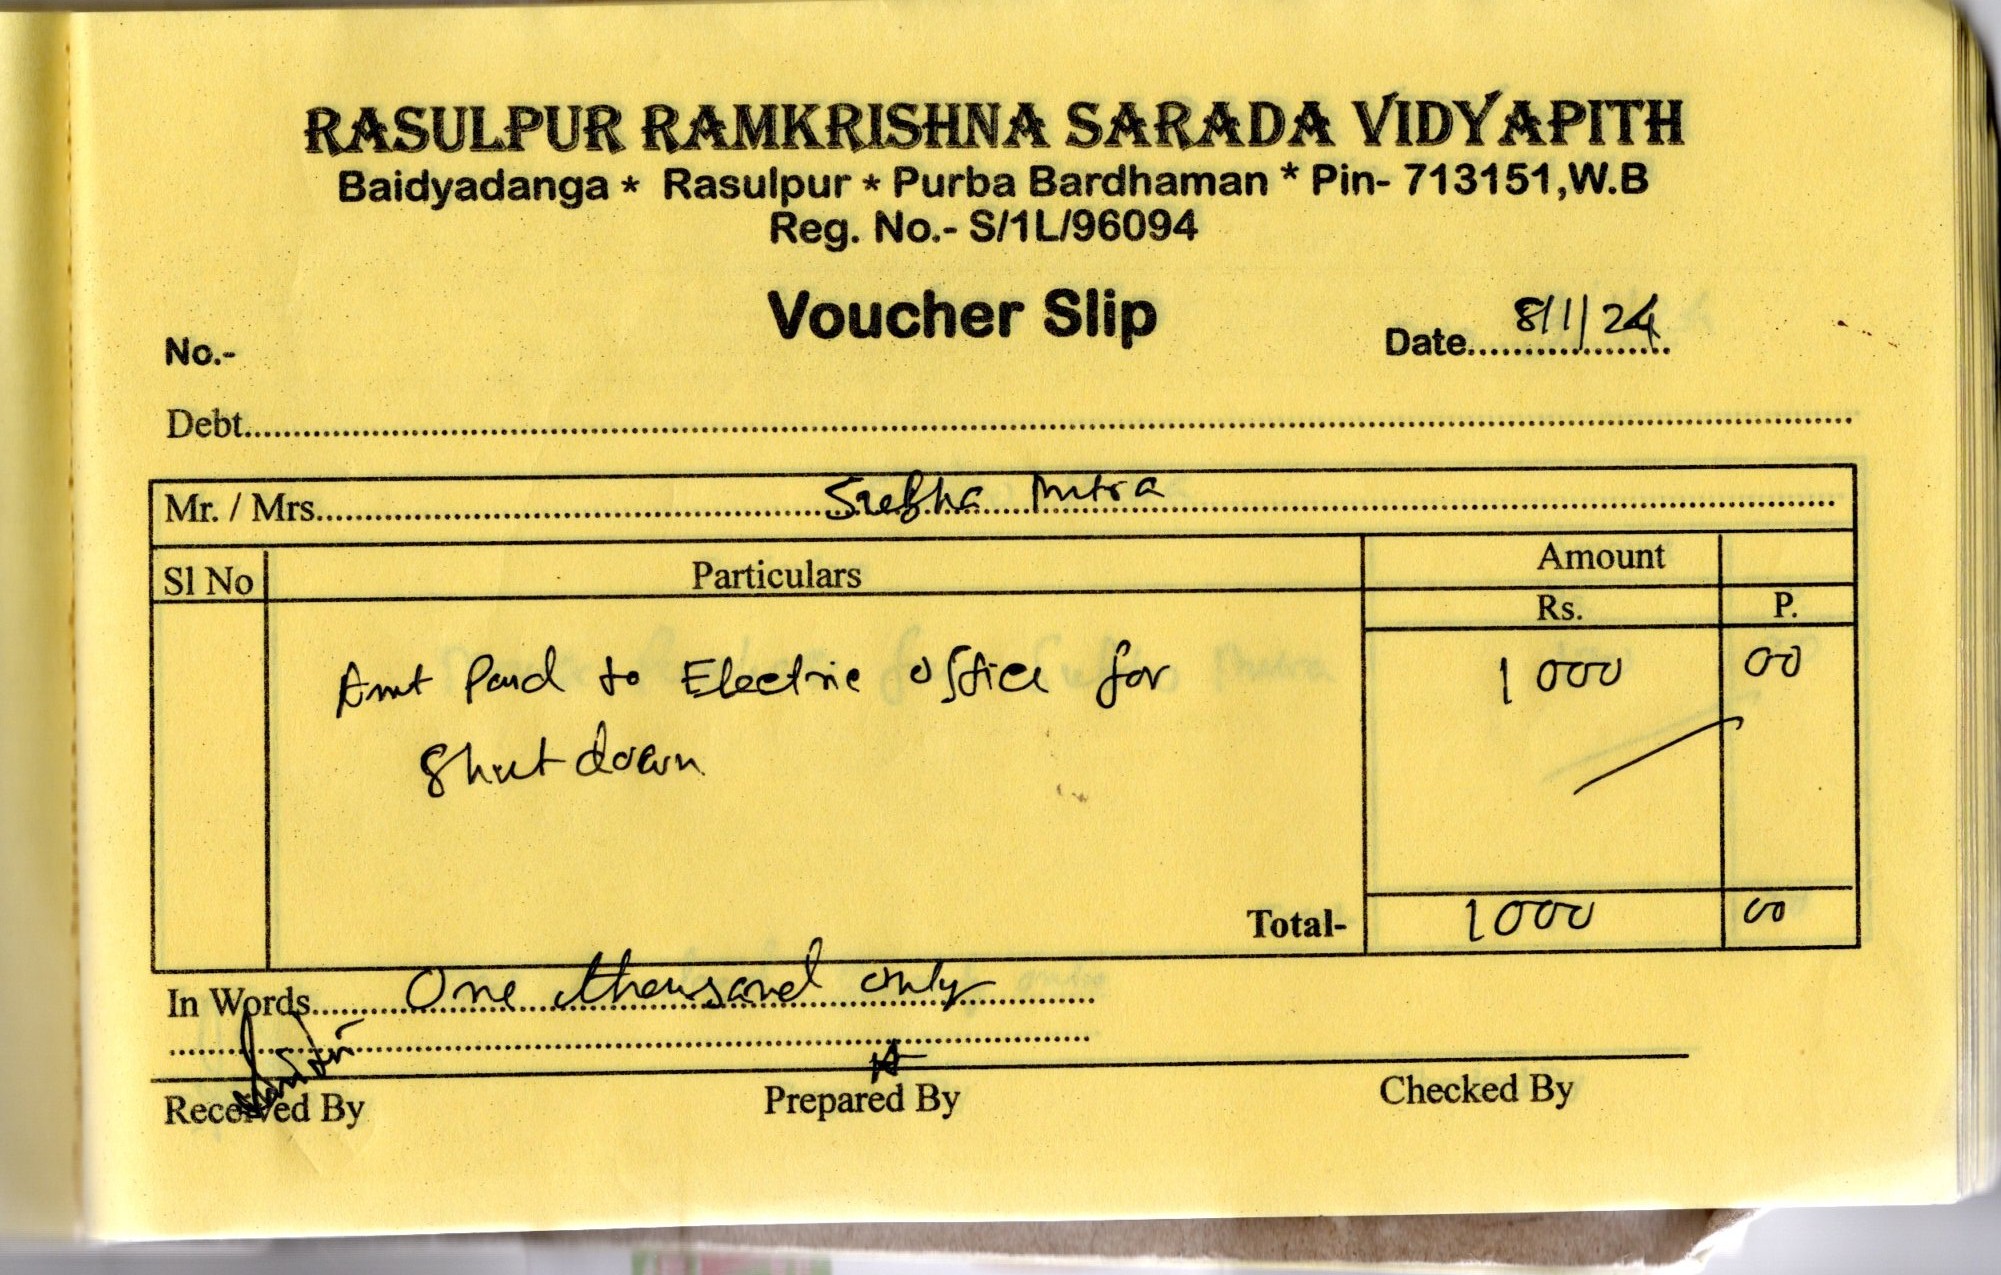 RASULPUR RAMKRISHNA SARADA VIDYAPITH
Baidyadanga * Rasulpur * Purba Bardhaman * Pin- 713151,W.B
Reg. No.- S/1L/96094
Voucher Slip
No.-
Date.................. 8/1/24
Debt..........
Mr. / Mrs.......... Subha Mitra
Sl No Particulars Amount
Rs. P.
Amt Paid to Electric office for 1000 00
Shut down
Total- 1000 00
In Words...... One thousand only
Received By Prepared By Checked By